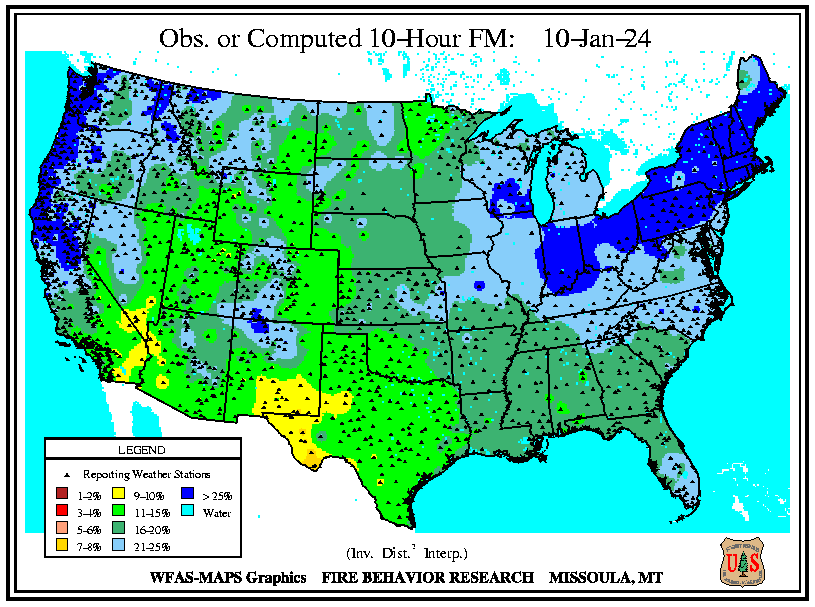 Obs. or Computed 10-Hour FM: 10-Jan-24
LEGEND
Reporting Weather Stations
1-2% 9-10% > 25%
3-4% 11-15% Water
5-6% 16-20%
7-8% 21-25%
(Inv. Dist.² Interp.)
WFAS-MAPS Graphics FIRE BEHAVIOR RESEARCH MISSOULA, MT
U S